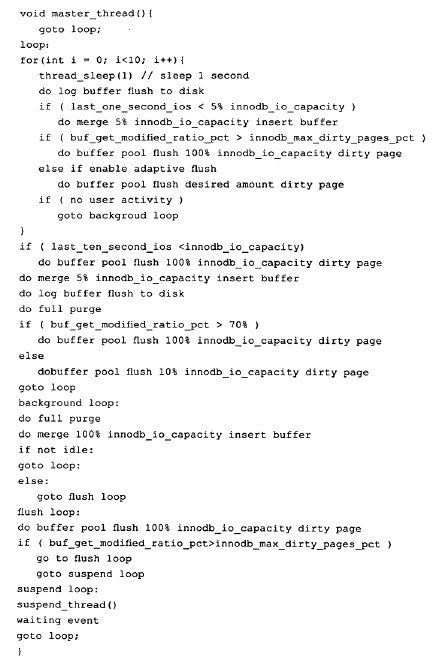 void master_thread(){
goto loop;
loop:
for(int i = 0; i<10; i++){
thread_sleep(1) // sleep 1 second
do log buffer flush to disk
if ( last_one_second_ios < 5% innodb_io_capacity )
do merge 5% innodb_io_capacity insert buffer
if ( buf_get_modified_ratio_pct > innodb_max_dirty_pages_pct )
do buffer pool flush 100% innodb_io_capacity dirty page
else if enable adaptive flush
do buffer pool flush desired amount dirty page
if ( no user activity )
goto backgroud loop
}
if ( last_ten_second_ios <innodb_io_capacity)
do buffer pool flush 100% innodb_io_capacity dirty page
do merge 5% innodb_io_capacity insert buffer
do log buffer flush to disk
do full purge
if ( buf_get_modified_ratio_pct > 70% )
do buffer pool flush 100% innodb_io_capacity dirty page
else
dobuffer pool flush 10% innodb_io_capacity dirty page
goto loop
background loop:
do full purge
do merge 100% innodb_io_capacity insert buffer
if not idle:
goto loop:
else:
goto flush loop
flush loop:
do buffer pool flush 100% innodb_io_capacity dirty page
if ( buf_get_modified_ratio_pct>innodb_max_dirty_pages_pct )
go to flush loop
goto suspend loop
suspend loop:
suspend_thread()
waiting event
goto loop;
}